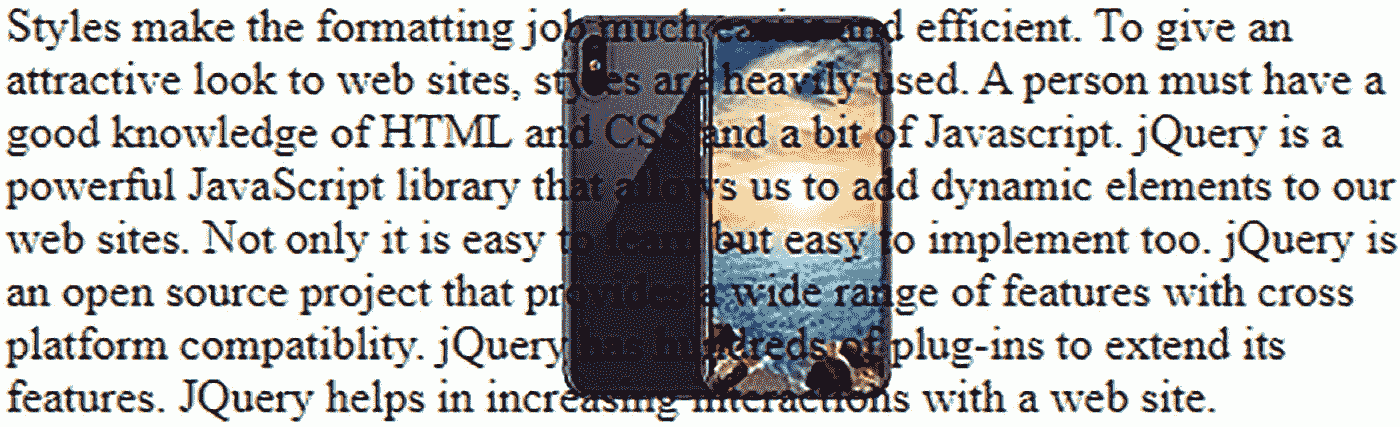 Styles make the formatting job much easier and efficient. To give an
attractive look to web sites, styles are heavily used. A person must have a
good knowledge of HTML and CSS and a bit of Javascript. jQuery is a
powerful JavaScript library that allows us to add dynamic elements to our
web sites. Not only it is easy to learn but easy to implement too. jQuery is
an open source project that provides a wide range of features with cross
platform compatiblity. jQuery has hundreds of plug-ins to extend its
features. JQuery helps in increasing interactions with a web site.